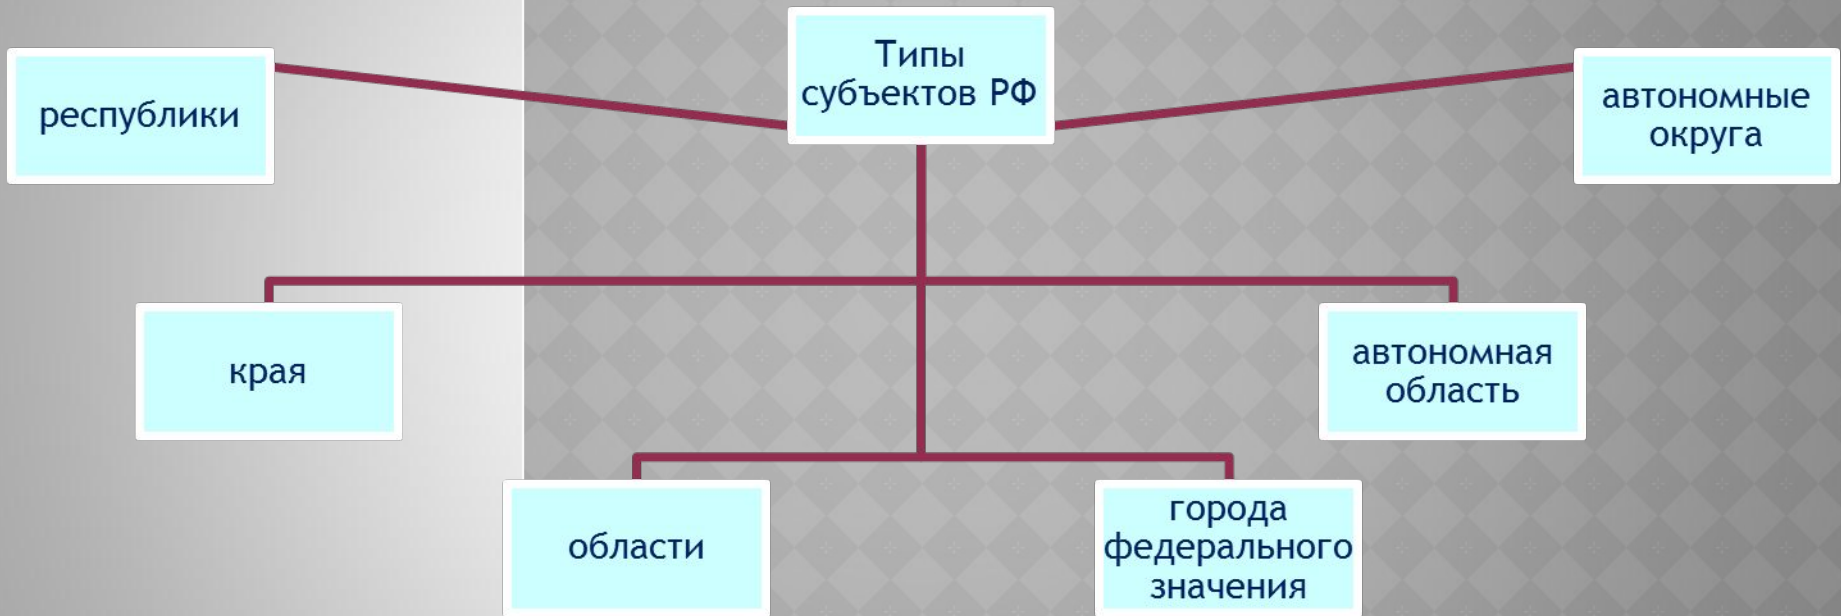 Типы
субъектов РФ
республики
автономные
округа
края
автономная
область
области
города
федерального
значения